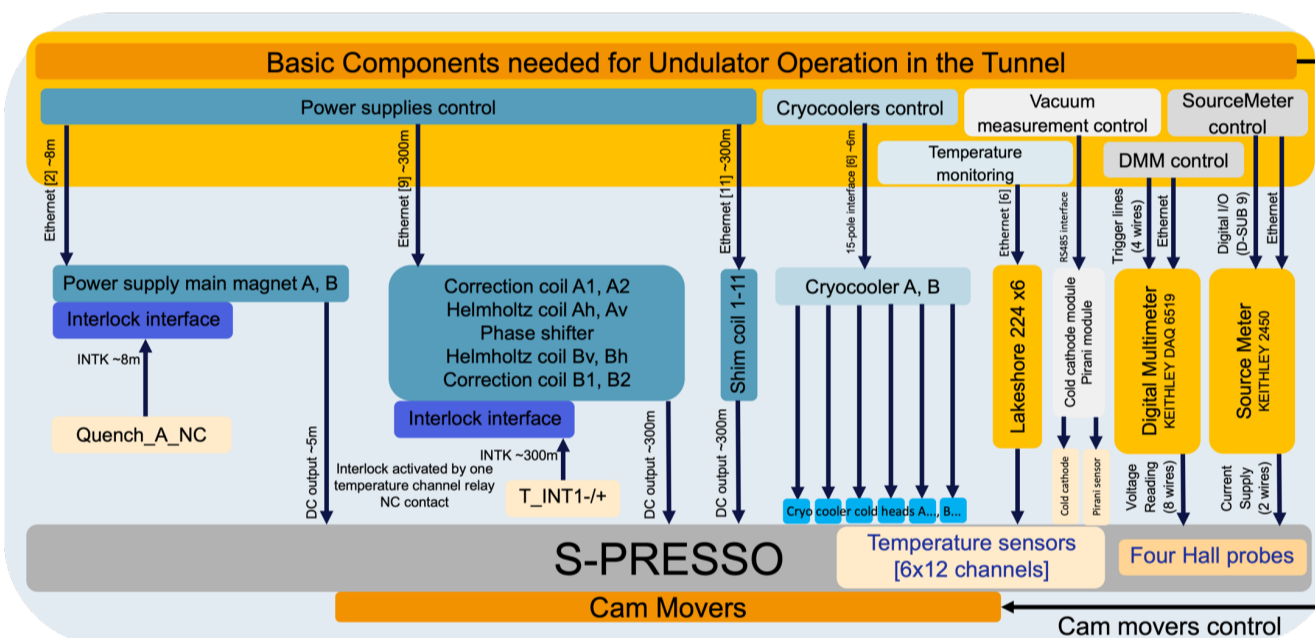 Basic Components needed for Undulator Operation in the Tunnel
Power supplies control
Cryocoolers control
Vacuum
measurement control
SourceMeter
control
Temperature
monitoring
DMM control
Ethernet [2] ~8m
Ethernet [9] ~300m
Ethernet [11] ~300m
15-pole interface [6] ~6m
Ethernet [6]
RS485 interface
Trigger lines
(4 wires)
Ethernet
Digital I/O
(D-SUB 9)
Ethernet
Power supply main magnet A, B
Interlock interface
INTK ~8m
Quench_A_NC
DC output ~5m
Correction coil A1, A2
Helmholtz coil Ah, Av
Phase shifter
Helmholtz coil Bv, Bh
Correction coil B1, B2
Interlock interface
INTK ~300m
Interlock activated by one
temperature channel relay
NC contact
T_INT1-/+
DC output ~300m
Shim coil 1-11
DC output ~300m
Cryocooler A, B
Cryo cooler cold heads A..., B...
Lakeshore 224 x6
Cold cathode module
Pirani module
Cold cathode
Pirani sensor
Digital Multimeter
KEITHLEY DAQ 6519
Voltage
Reading
(8 wires)
Source Meter
KEITHLEY 2450
Current
Supply
(2 wires)
S-PRESSO
Temperature sensors
[6x12 channels]
Four Hall probes
Cam Movers
Cam movers control